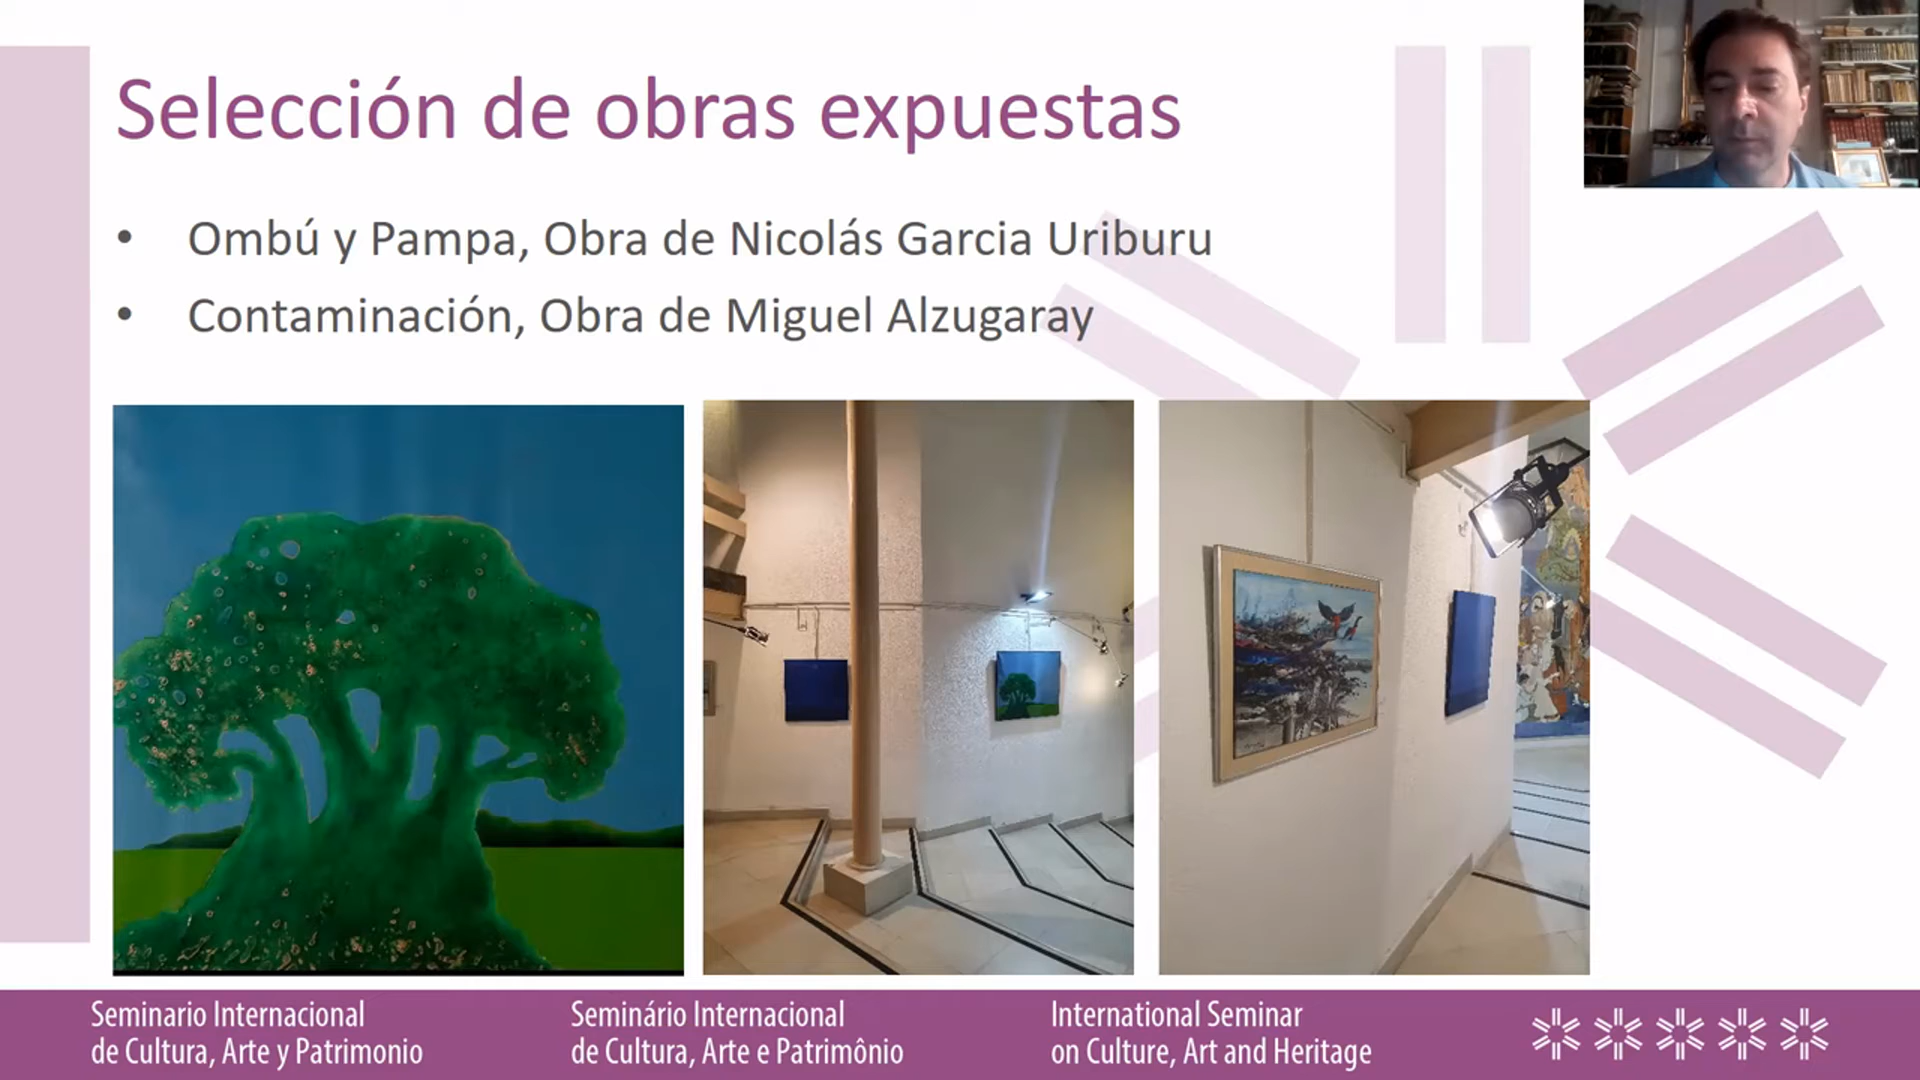 Selección de obras expuestas
• Ombú y Pampa, Obra de Nicolás Garcia Uriburu
• Contaminación, Obra de Miguel Alzugaray
Seminario Internacional
de Cultura, Arte y Patrimonio
Seminário Internacional
de Cultura, Arte e Patrimônio
International Seminar
on Culture, Art and Heritage